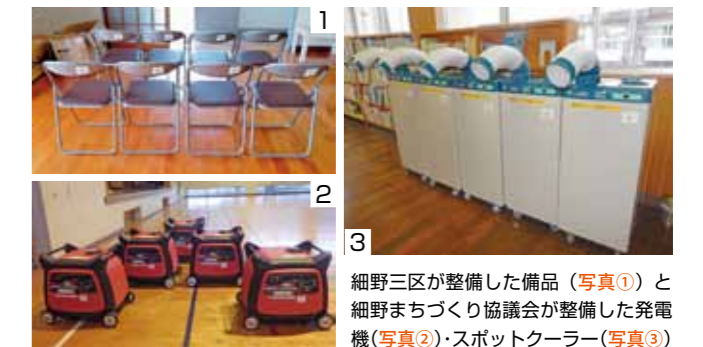 1
2
3
細野三区が整備した備品（写真①）と
細野まちづくり協議会が整備した発電
機（写真②）・スポットクーラー（写真③）